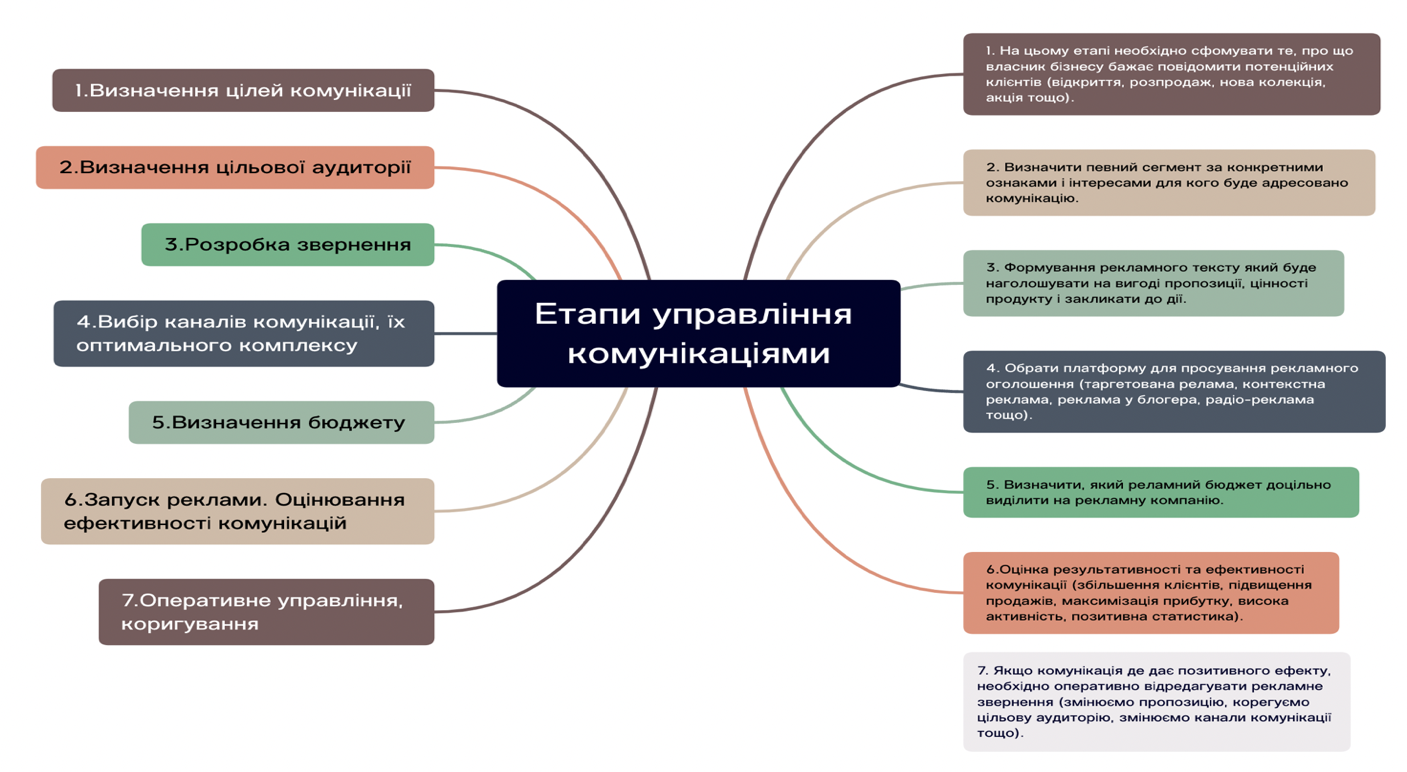 1.Визначення цілей комунікації
2.Визначення цільової аудиторії
3.Розробка звернення
4.Вибір каналів комунікації, їх
оптимального комплексу
5.Визначення бюджету
6.Запуск реклами. Оцінювання
ефективності комунікацій
7.Оперативне управління,
коригування
Етапи управління
комунікаціями
1. На цьому етапі необхідно сфомувати те, про що
власник бізнесу бажає повідомити потенційних
клієнтів (відкриття, розпродаж, нова колекція,
акція тощо).
2. Визначити певний сегмент за конкретними
ознаками і інтересами для кого буде адресовано
комунікацію.
3. Формування рекламного тексту який буде
наголошувати на вигоді пропозиції, цінності
продукту і закликати до дії.
4. Обрати платформу для просування рекламного
оголошення (таргетована релама, контекстна
реклама, реклама у блогера, радіо-реклама
тощо).
5. Визначити, який реламний бюджет доцільно
виділити на рекламну компанію.
6.Оцінка результативності та ефективності
комунікації (збільшення клієнтів, підвищення
продажів, максимізація прибутку, висока
активність, позитивна статистика).
7. Якщо комунікація де дає позитивного ефекту,
необхідно оперативно відредагувати рекламне
звернення (змінюємо пропозицію, корегуємо
цільову аудиторію, змінюємо канали комунікації
тощо).